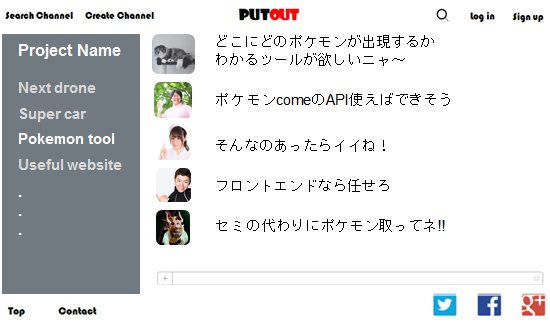 Search Channel Create Channel PUTOUT Log in Sign up
Project Name
Next drone
Super car
Pokemon tool
Useful website
.
.
.
どこにどのポケモンが出現するか
わかるツールが欲しいニャ～
ポケモンcomeのAPI使えばできそう
そんなのあったらイイね！
フロントエンドなら任せろ
セミの代わりにポケモン取ってネ!!
+
Top Contact
f
g+